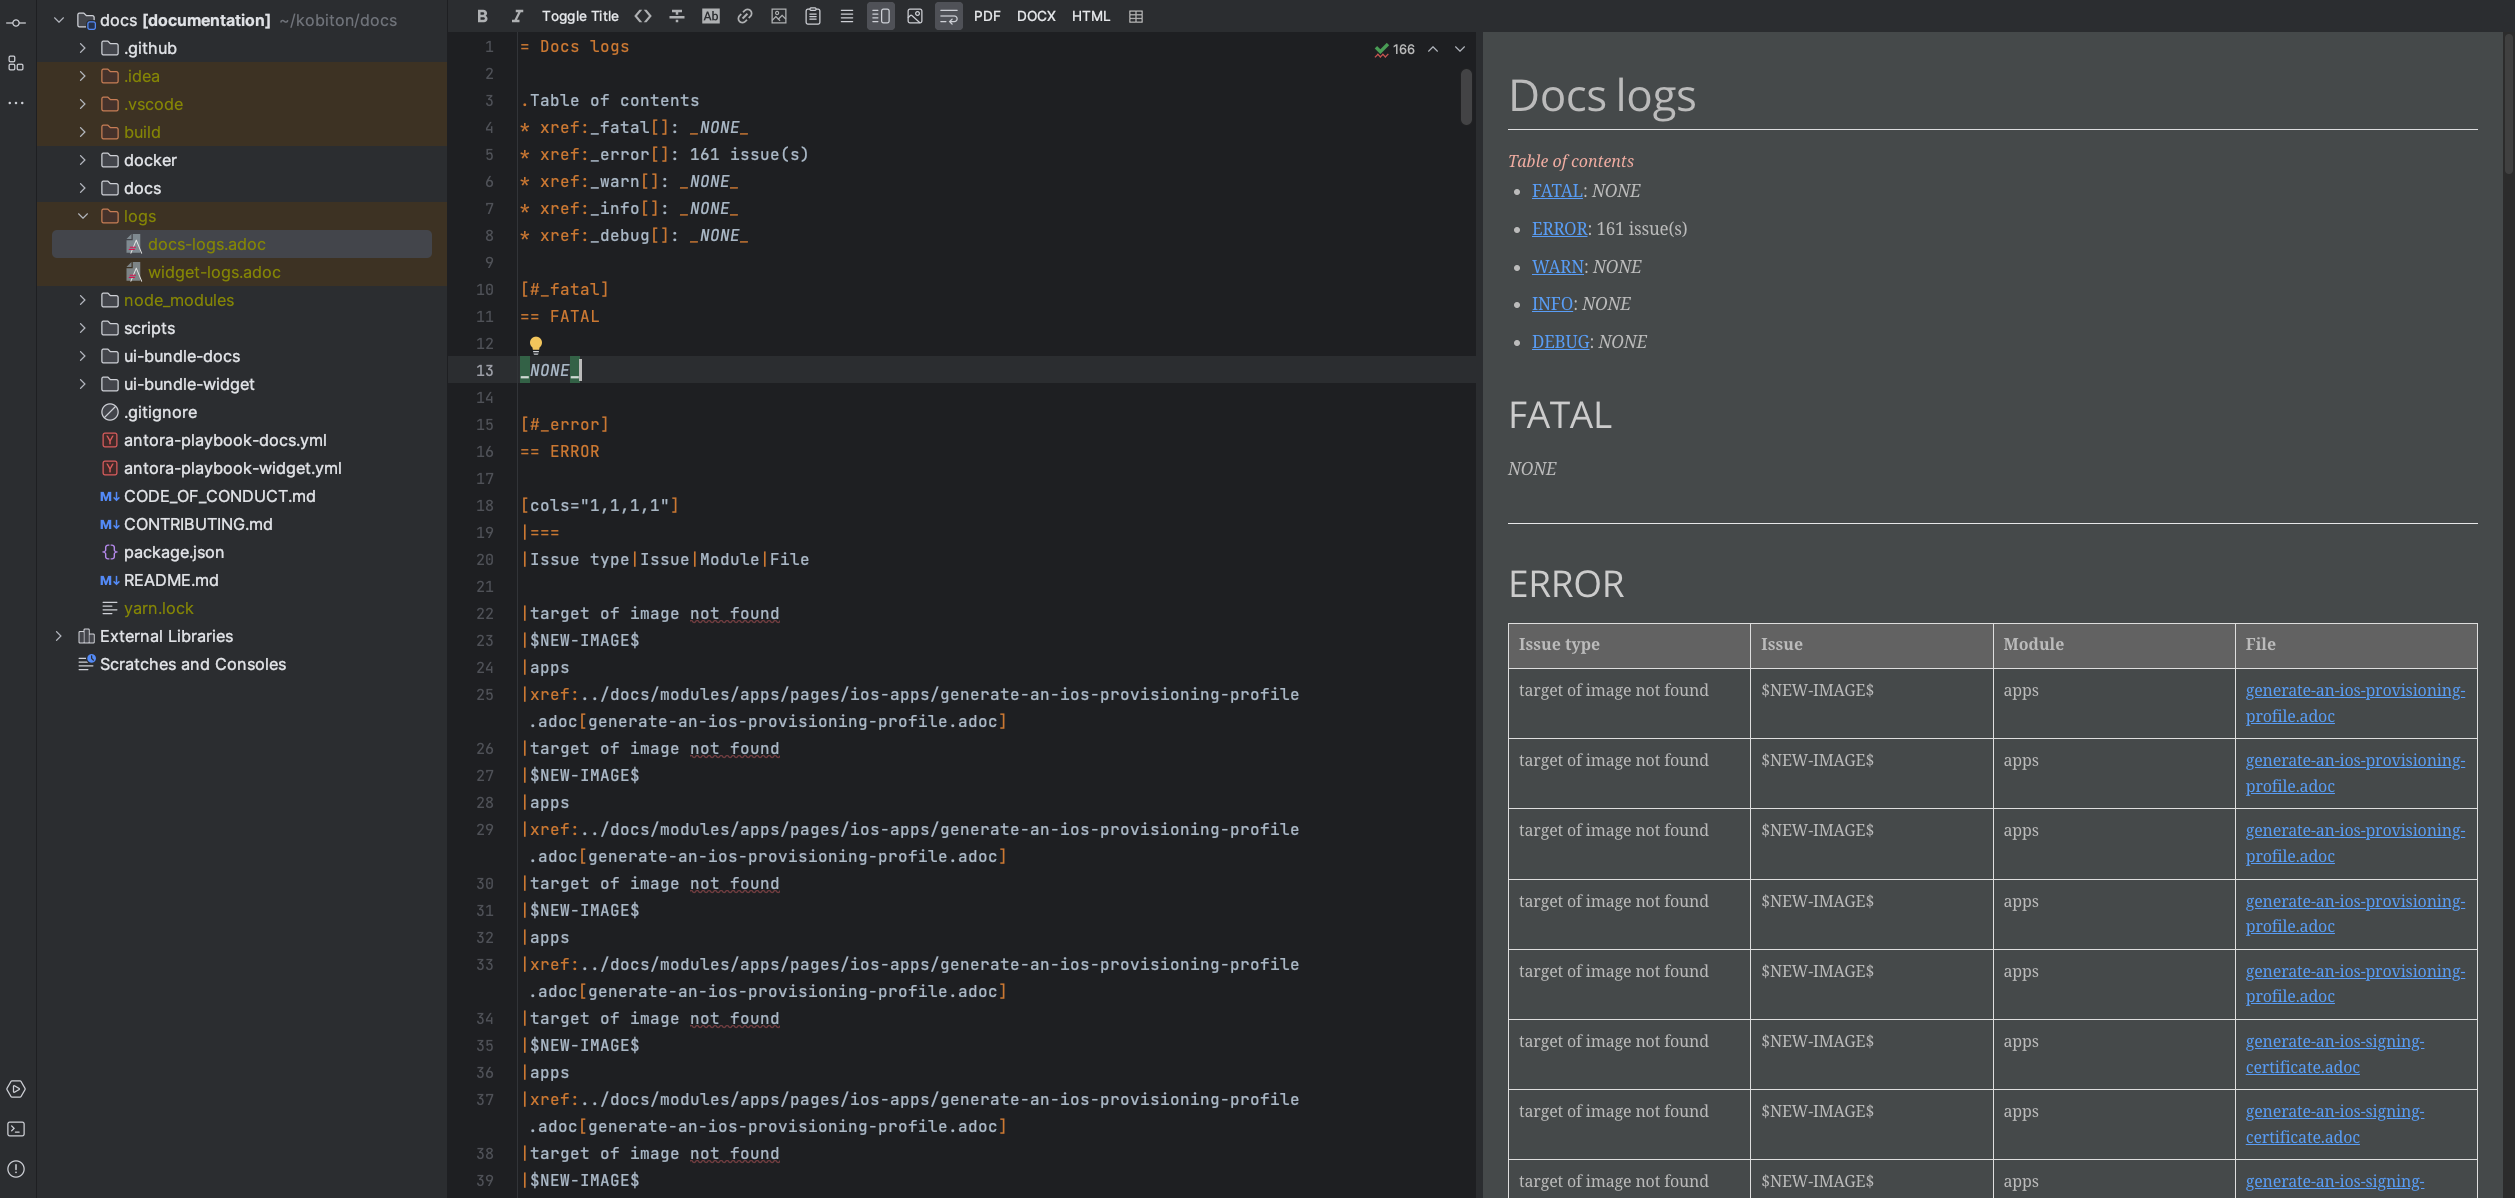 docs [documentation] ~/kobiton/docs
.github
.idea
.vscode
build
docker
docs
logs
docs-logs.adoc
widget-logs.adoc
node_modules
scripts
ui-bundle-docs
ui-bundle-widget
.gitignore
Y antora-playbook-docs.yml
Y antora-playbook-widget.yml
M↓ CODE_OF_CONDUCT.md
M↓ CONTRIBUTING.md
{} package.json
M↓ README.md
yarn.lock
External Libraries
Scratches and Consoles
B I Toggle Title <> Ab PDF DOCX HTML
166
1 = Docs logs
2
3 .Table of contents
4 * xref:_fatal[]: _NONE_
5 * xref:_error[]: 161 issue(s)
6 * xref:_warn[]: _NONE_
7 * xref:_info[]: _NONE_
8 * xref:_debug[]: _NONE_
9
10 [#_fatal]
11 == FATAL
12
13 _NONE_
14
15 [#_error]
16 == ERROR
17
18 [cols="1,1,1,1"]
19 |===
20 |Issue type|Issue|Module|File
21
22 |target of image not found
23 |$NEW-IMAGE$
24 |apps
25 |xref:../docs/modules/apps/pages/ios-apps/generate-an-ios-provisioning-profile
.adoc[generate-an-ios-provisioning-profile.adoc]
26 |target of image not found
27 |$NEW-IMAGE$
28 |apps
29 |xref:../docs/modules/apps/pages/ios-apps/generate-an-ios-provisioning-profile
.adoc[generate-an-ios-provisioning-profile.adoc]
30 |target of image not found
31 |$NEW-IMAGE$
32 |apps
33 |xref:../docs/modules/apps/pages/ios-apps/generate-an-ios-provisioning-profile
.adoc[generate-an-ios-provisioning-profile.adoc]
34 |target of image not found
35 |$NEW-IMAGE$
36 |apps
37 |xref:../docs/modules/apps/pages/ios-apps/generate-an-ios-provisioning-profile
.adoc[generate-an-ios-provisioning-profile.adoc]
38 |target of image not found
39 |$NEW-IMAGE$
Docs logs
Table of contents
• FATAL: NONE
• ERROR: 161 issue(s)
• WARN: NONE
• INFO: NONE
• DEBUG: NONE
FATAL
NONE
ERROR
Issue type Issue Module File
target of image not found $NEW-IMAGE$ apps generate-an-ios-provisioning-
profile.adoc
target of image not found $NEW-IMAGE$ apps generate-an-ios-provisioning-
profile.adoc
target of image not found $NEW-IMAGE$ apps generate-an-ios-provisioning-
profile.adoc
target of image not found $NEW-IMAGE$ apps generate-an-ios-provisioning-
profile.adoc
target of image not found $NEW-IMAGE$ apps generate-an-ios-provisioning-
profile.adoc
target of image not found $NEW-IMAGE$ apps generate-an-ios-signing-
certificate.adoc
target of image not found $NEW-IMAGE$ apps generate-an-ios-signing-
certificate.adoc
target of image not found $NEW-IMAGE$ apps generate-an-ios-signing-